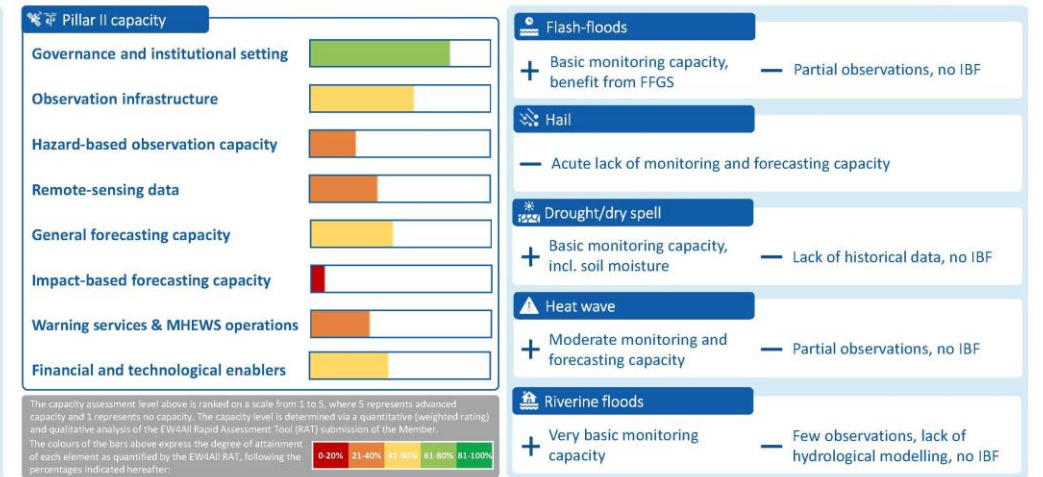 Pillar II capacity
Governance and institutional setting
Observation infrastructure
Hazard-based observation capacity
Remote-sensing data
General forecasting capacity
Impact-based forecasting capacity
Warning services & MHEWS operations
Financial and technological enablers
The capacity assessment level above is ranked on a scale from 1 to 5, where 5 represents advanced
capacity and 1 represents no capacity. The capacity level is determined via a quantitative (weighted rating)
and qualitative analysis of the EW4All Rapid Assessment Tool (RAT) submission of the Member.
The colours of the bars above express the degree of attainment
of each element as quantified by the EW4All RAT, following the
percentages indicated hereafter:
0-20% 21-40% 41-60% 61-80% 81-100%
Flash-floods
+ Basic monitoring capacity,
benefit from FFGS
— Partial observations, no IBF
Hail
— Acute lack of monitoring and forecasting capacity
Drought/dry spell
+ Basic monitoring capacity,
incl. soil moisture
— Lack of historical data, no IBF
Heat wave
+ Moderate monitoring and
forecasting capacity
— Partial observations, no IBF
Riverine floods
+ Very basic monitoring
capacity
— Few observations, lack of
hydrological modelling, no IBF